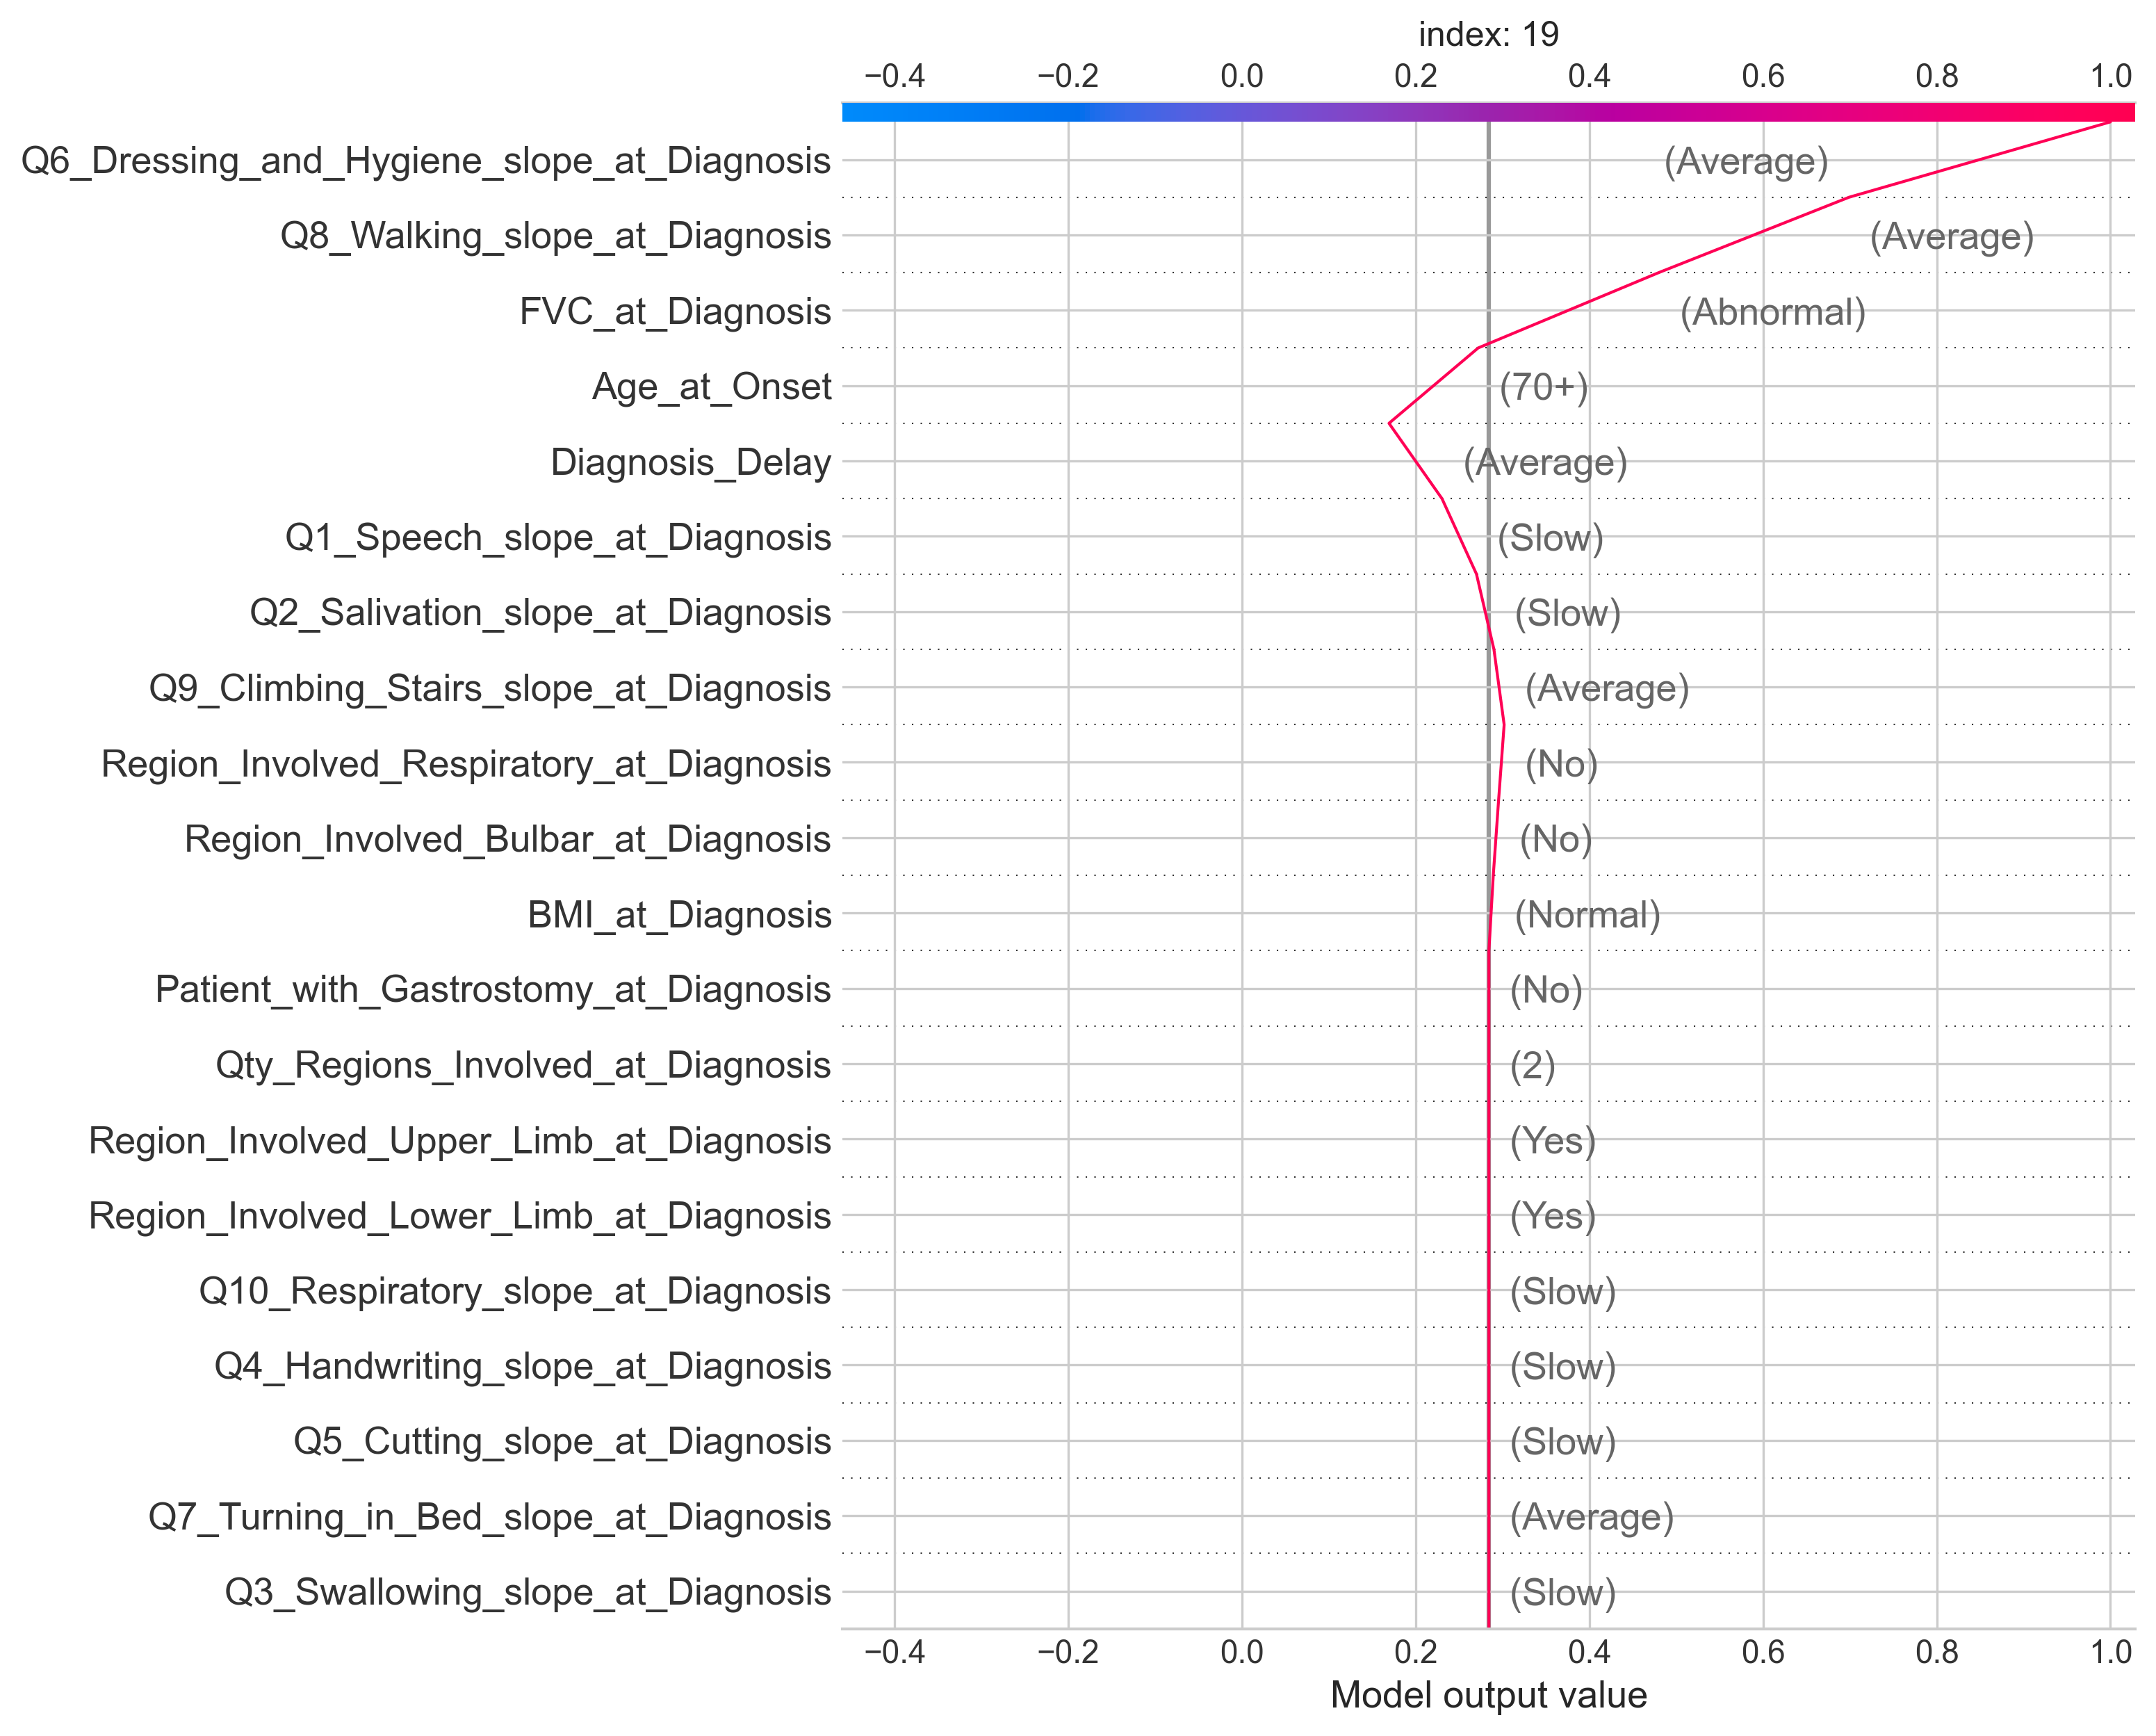 index: 19
−0.4 −0.2 0.0 0.2 0.4 0.6 0.8 1.0
Q6_Dressing_and_Hygiene_slope_at_Diagnosis (Average)
Q8_Walking_slope_at_Diagnosis (Average)
FVC_at_Diagnosis (Abnormal)
Age_at_Onset (70+)
Diagnosis_Delay (Average)
Q1_Speech_slope_at_Diagnosis (Slow)
Q2_Salivation_slope_at_Diagnosis (Slow)
Q9_Climbing_Stairs_slope_at_Diagnosis (Average)
Region_Involved_Respiratory_at_Diagnosis (No)
Region_Involved_Bulbar_at_Diagnosis (No)
BMI_at_Diagnosis (Normal)
Patient_with_Gastrostomy_at_Diagnosis (No)
Qty_Regions_Involved_at_Diagnosis (2)
Region_Involved_Upper_Limb_at_Diagnosis (Yes)
Region_Involved_Lower_Limb_at_Diagnosis (Yes)
Q10_Respiratory_slope_at_Diagnosis (Slow)
Q4_Handwriting_slope_at_Diagnosis (Slow)
Q5_Cutting_slope_at_Diagnosis (Slow)
Q7_Turning_in_Bed_slope_at_Diagnosis (Average)
Q3_Swallowing_slope_at_Diagnosis (Slow)
−0.4 −0.2 0.0 0.2 0.4 0.6 0.8 1.0
Model output value